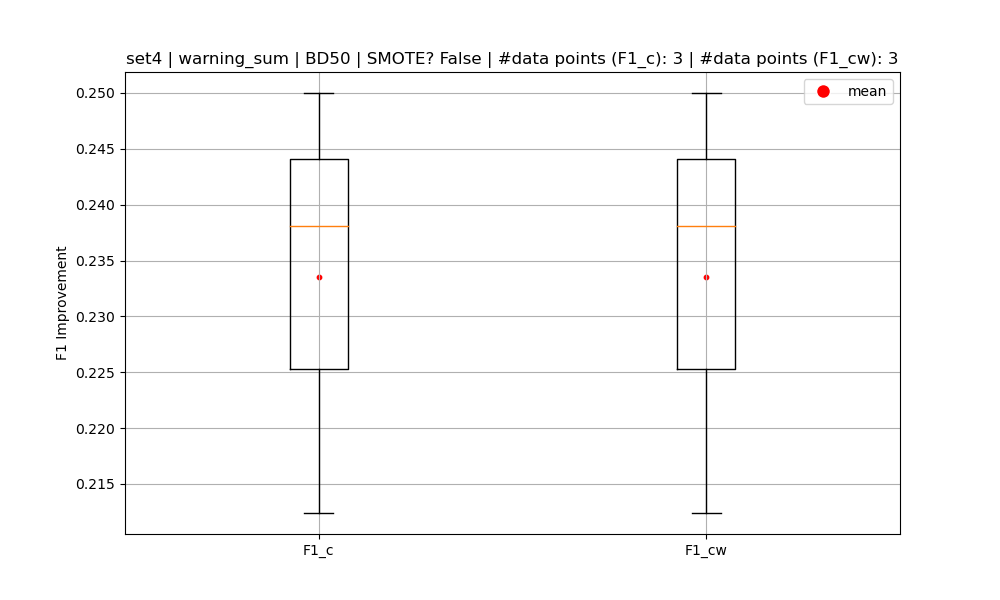 set4 | warning_sum | BD50 | SMOTE? False | #data points (F1_c): 3 | #data points (F1_cw): 3
mean
0.250
0.245
0.240
0.235
0.230
0.225
0.220
0.215
F1 Improvement
F1_c
F1_cw